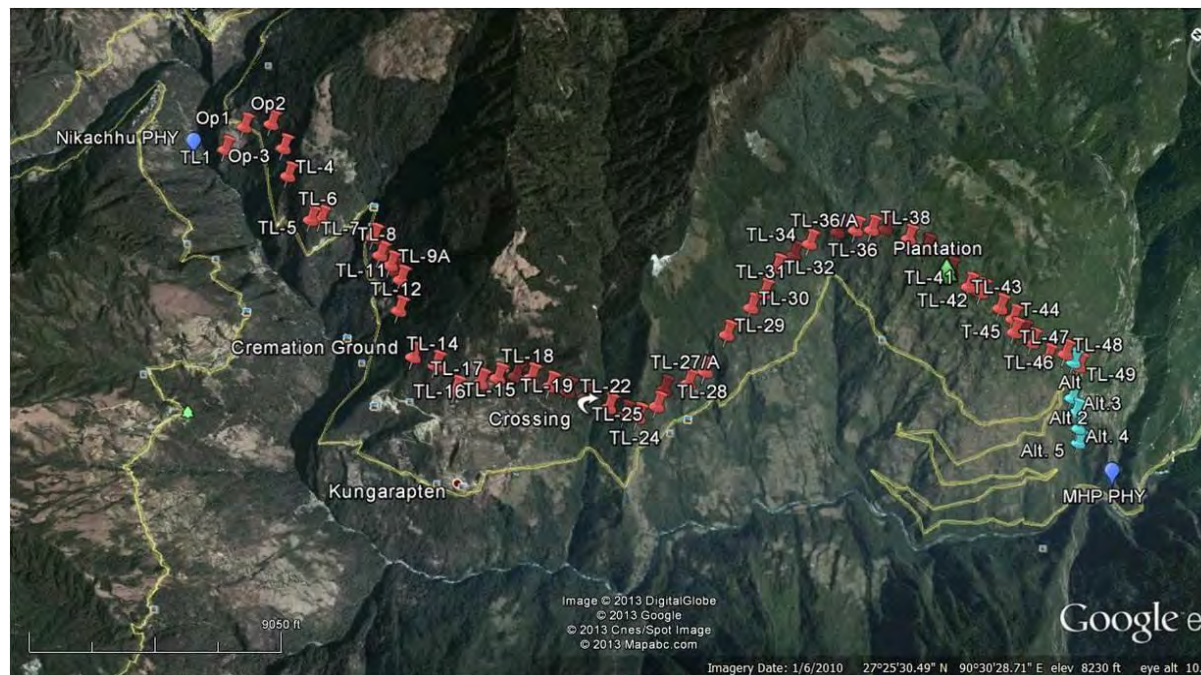 Op2
Op1
Nikachhu PHY
TL1
Op-3
TL-4
TL-6
TL-5
TL-7
TL-8
TL-9A
TL-11
TL-12
Cremation Ground
TL-14
TL-17
TL-18
TL-16
TL-15
TL-19
TL-22
Crossing
TL-25
TL-24
TL-27/A
TL-28
TL-29
TL-30
TL-31
TL-32
TL-34
TL-36/A
TL-36
TL-38
Plantation
TL-41
TL-42
TL-43
T-44
T-45
TL-47
TL-46
TL-48
TL-49
Alt
Alt.3
Alt 2
Alt. 4
Alt. 5
MHP PHY
Kungarapten
9050 ft
Image © 2013 DigitalGlobe
© 2013 Google
© 2013 Cnes/Spot Image
© 2013 Mapabc.com
Google e
Imagery Date: 1/6/2010 27°25'30.49" N 90°30'28.71" E elev 8230 ft eye alt 10.